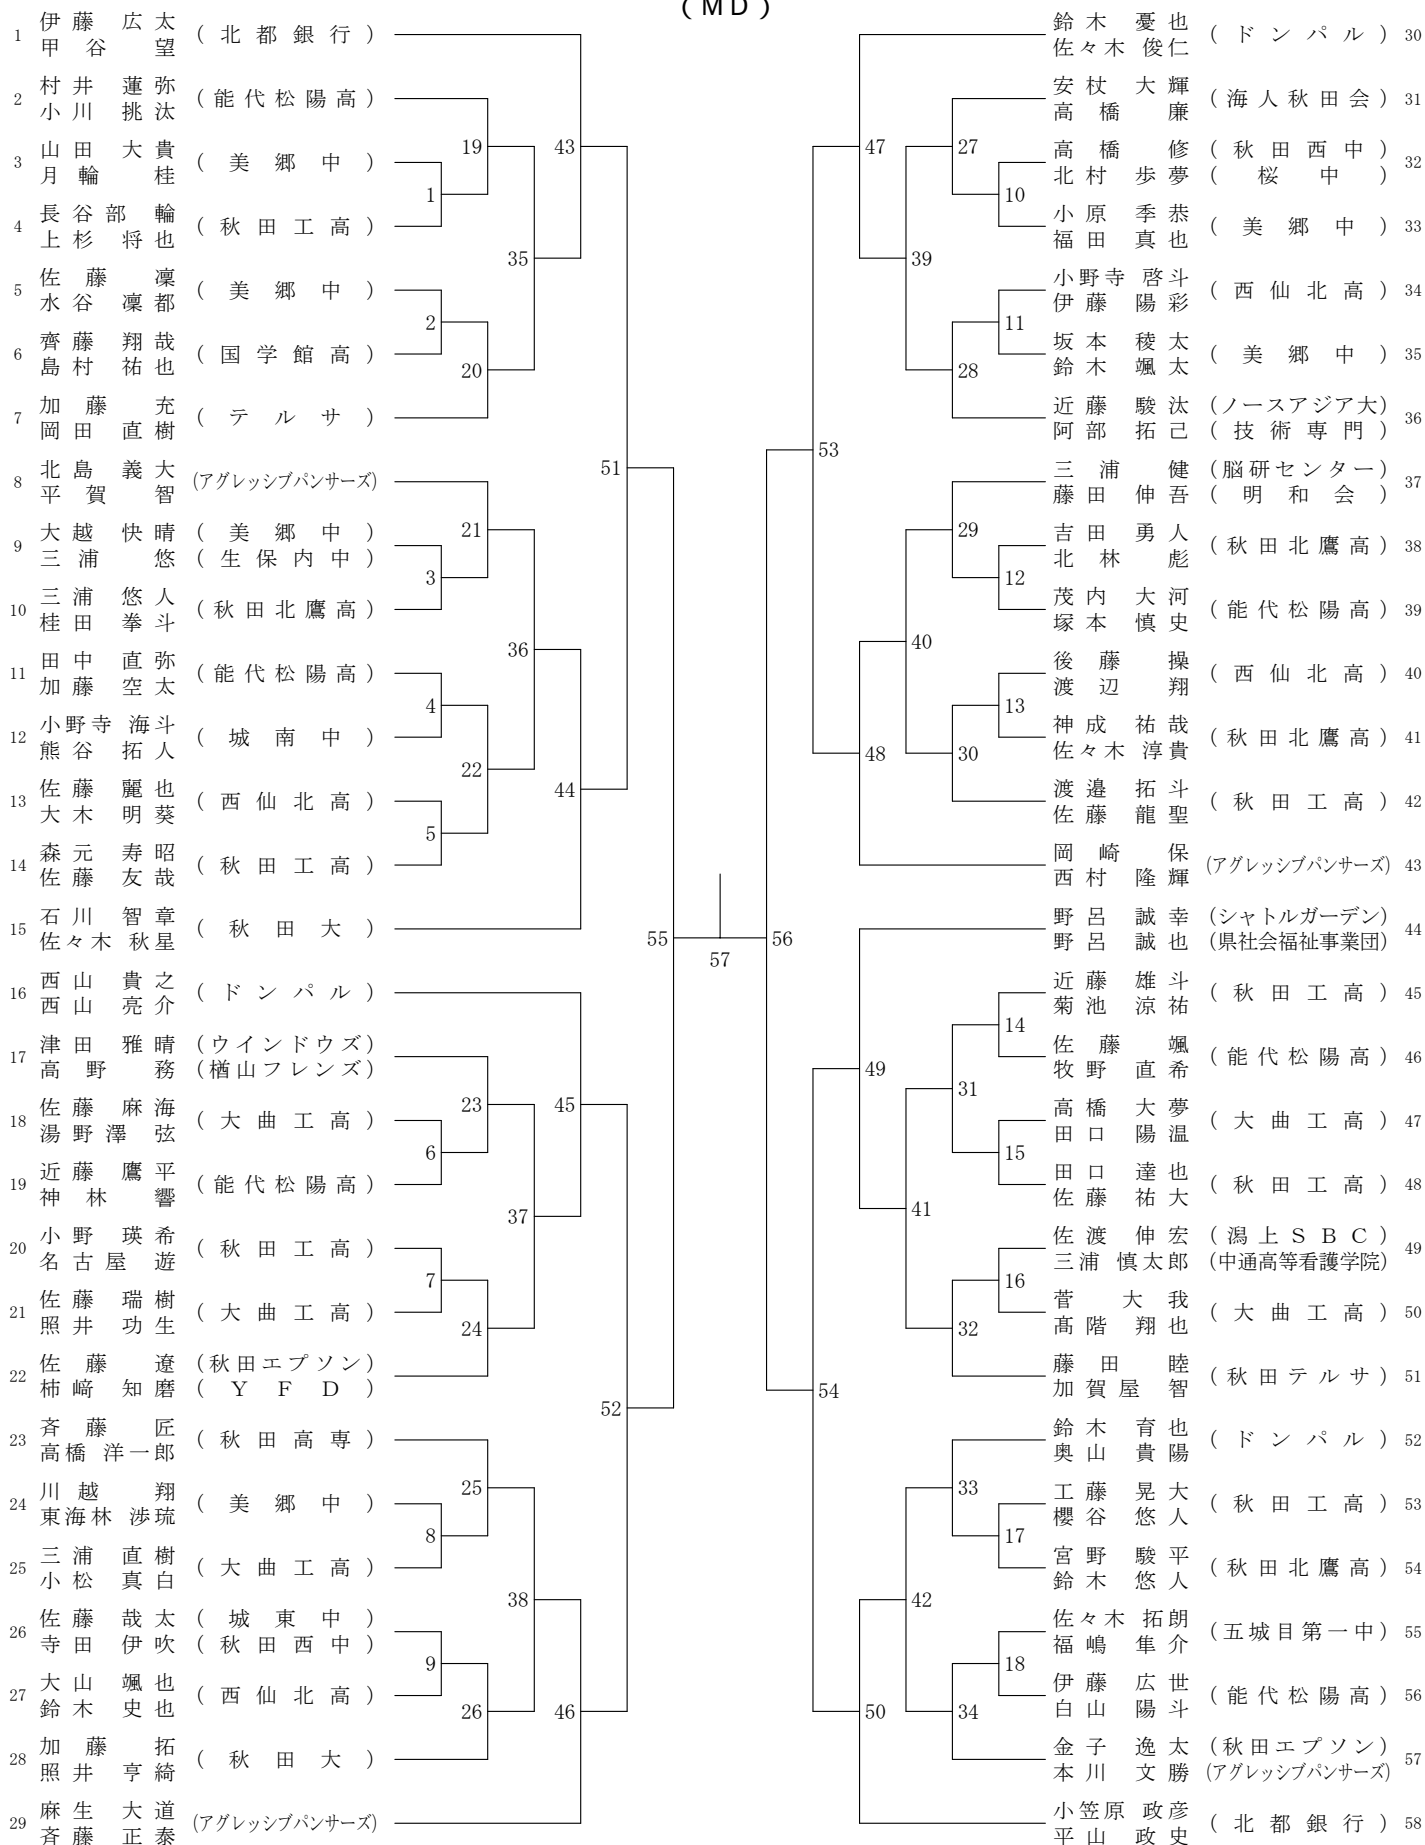 (MD)
1 伊藤 広太 (北都銀行)
甲谷 望
2 村井 蓮弥 (能代松陽高)
小川 挑汰
3 山田 大貴 (美郷中)
月輪 桂
4 長谷部 輪 (秋田工高)
上杉 将也
5 佐藤 凜 (美郷中)
水谷 凜都
6 齊藤 翔哉 (国学館高)
島村 祐也
7 加藤 充 (テルサ)
岡田 直樹
8 北島 義大 (アグレッシブパンサーズ)
平賀 智
9 大越 快晴 (美郷中)
三浦 悠 (生保内中)
10 三浦 悠人 (秋田北鷹高)
桂田 拳斗
11 田中 直弥 (能代松陽高)
加藤 空太
12 小野寺 海斗 (城南中)
熊谷 拓人
13 佐藤 麗也 (西仙北高)
大木 明葵
14 森元 寿昭 (秋田工高)
佐藤 友哉
15 石川 智章 (秋田大)
佐々木 秋星
16 西山 貴之 (ドンパル)
西山 亮介
17 津田 雅晴 (ウインドウズ)
高野 務 (楢山フレンズ)
18 佐藤 麻海 (大曲工高)
湯野澤 弦
19 近藤 鷹平 (能代松陽高)
神林 響
20 小野 瑛希 (秋田工高)
名古屋 遊
21 佐藤 瑞樹 (大曲工高)
照井 功生
22 佐藤 遼 (秋田エプソン)
柿﨑 知磨 (YFD)
23 斉藤 匠 (秋田高専)
高橋 洋一郎
24 川越 翔 (美郷中)
東海林 渉琉
25 三浦 直樹 (大曲工高)
小松 真白
26 佐藤 哉太 (城東中)
寺田 伊吹 (秋田西中)
27 大山 颯也 (西仙北高)
鈴木 史也
28 加藤 拓 (秋田大)
照井 亨綺
29 麻生 大道 (アグレッシブパンサーズ)
斉藤 正泰
1
2
3
4
5
6
7
8
9
19
20
21
22
23
24
25
26
35
36
37
38
43
44
45
46
51
52
55
57
56
53
54
47
48
49
50
39
40
41
42
27
28
29
30
31
32
33
34
10
11
12
13
14
15
16
17
18
鈴木 憂也 (ドンパル) 30
佐々木 俊仁
安杖 大輝 (海人秋田会) 31
高橋 廉
高橋 修 (秋田西中) 32
北村 歩夢 (桜中)
小原 季恭 (美郷中) 33
福田 真也
小野寺 啓斗 (西仙北高) 34
伊藤 陽彩
坂本 稜太 (美郷中) 35
鈴木 颯太
近藤 駿汰 (ノースアジア大) 36
阿部 拓己 (技術専門)
三浦 健 (脳研センター) 37
藤田 伸吾 (明和会)
吉田 勇人 (秋田北鷹高) 38
北林 彪
茂内 大河 (能代松陽高) 39
塚本 慎史
後藤 操 (西仙北高) 40
渡辺 翔
神成 祐哉 (秋田北鷹高) 41
佐々木 淳貴
渡邉 拓斗 (秋田工高) 42
佐藤 龍聖
岡崎 保 (アグレッシブパンサーズ) 43
西村 隆輝
野呂 誠幸 (シャトルガーデン) 44
野呂 誠也 (県社会福祉事業団)
近藤 雄斗 (秋田工高) 45
菊池 涼祐
佐藤 颯 (能代松陽高) 46
牧野 直希
高橋 大夢 (大曲工高) 47
田口 陽温
田口 達也 (秋田工高) 48
佐藤 祐大
佐渡 伸宏 (潟上SBC) 49
三浦 慎太郎 (中通高等看護学院)
菅 大我 (大曲工高) 50
髙階 翔也
藤田 睦 (秋田テルサ) 51
加賀屋 智
鈴木 育也 (ドンパル) 52
奥山 貴陽
工藤 晃大 (秋田工高) 53
櫻谷 悠人
宮野 駿平 (秋田北鷹高) 54
鈴木 悠人
佐々木 拓朗 (五城目第一中) 55
福嶋 隼介
伊藤 広世 (能代松陽高) 56
白山 陽斗
金子 逸太 (秋田エプソン) 57
本川 文勝 (アグレッシブパンサーズ)
小笠原 政彦 (北都銀行) 58
平山 政史